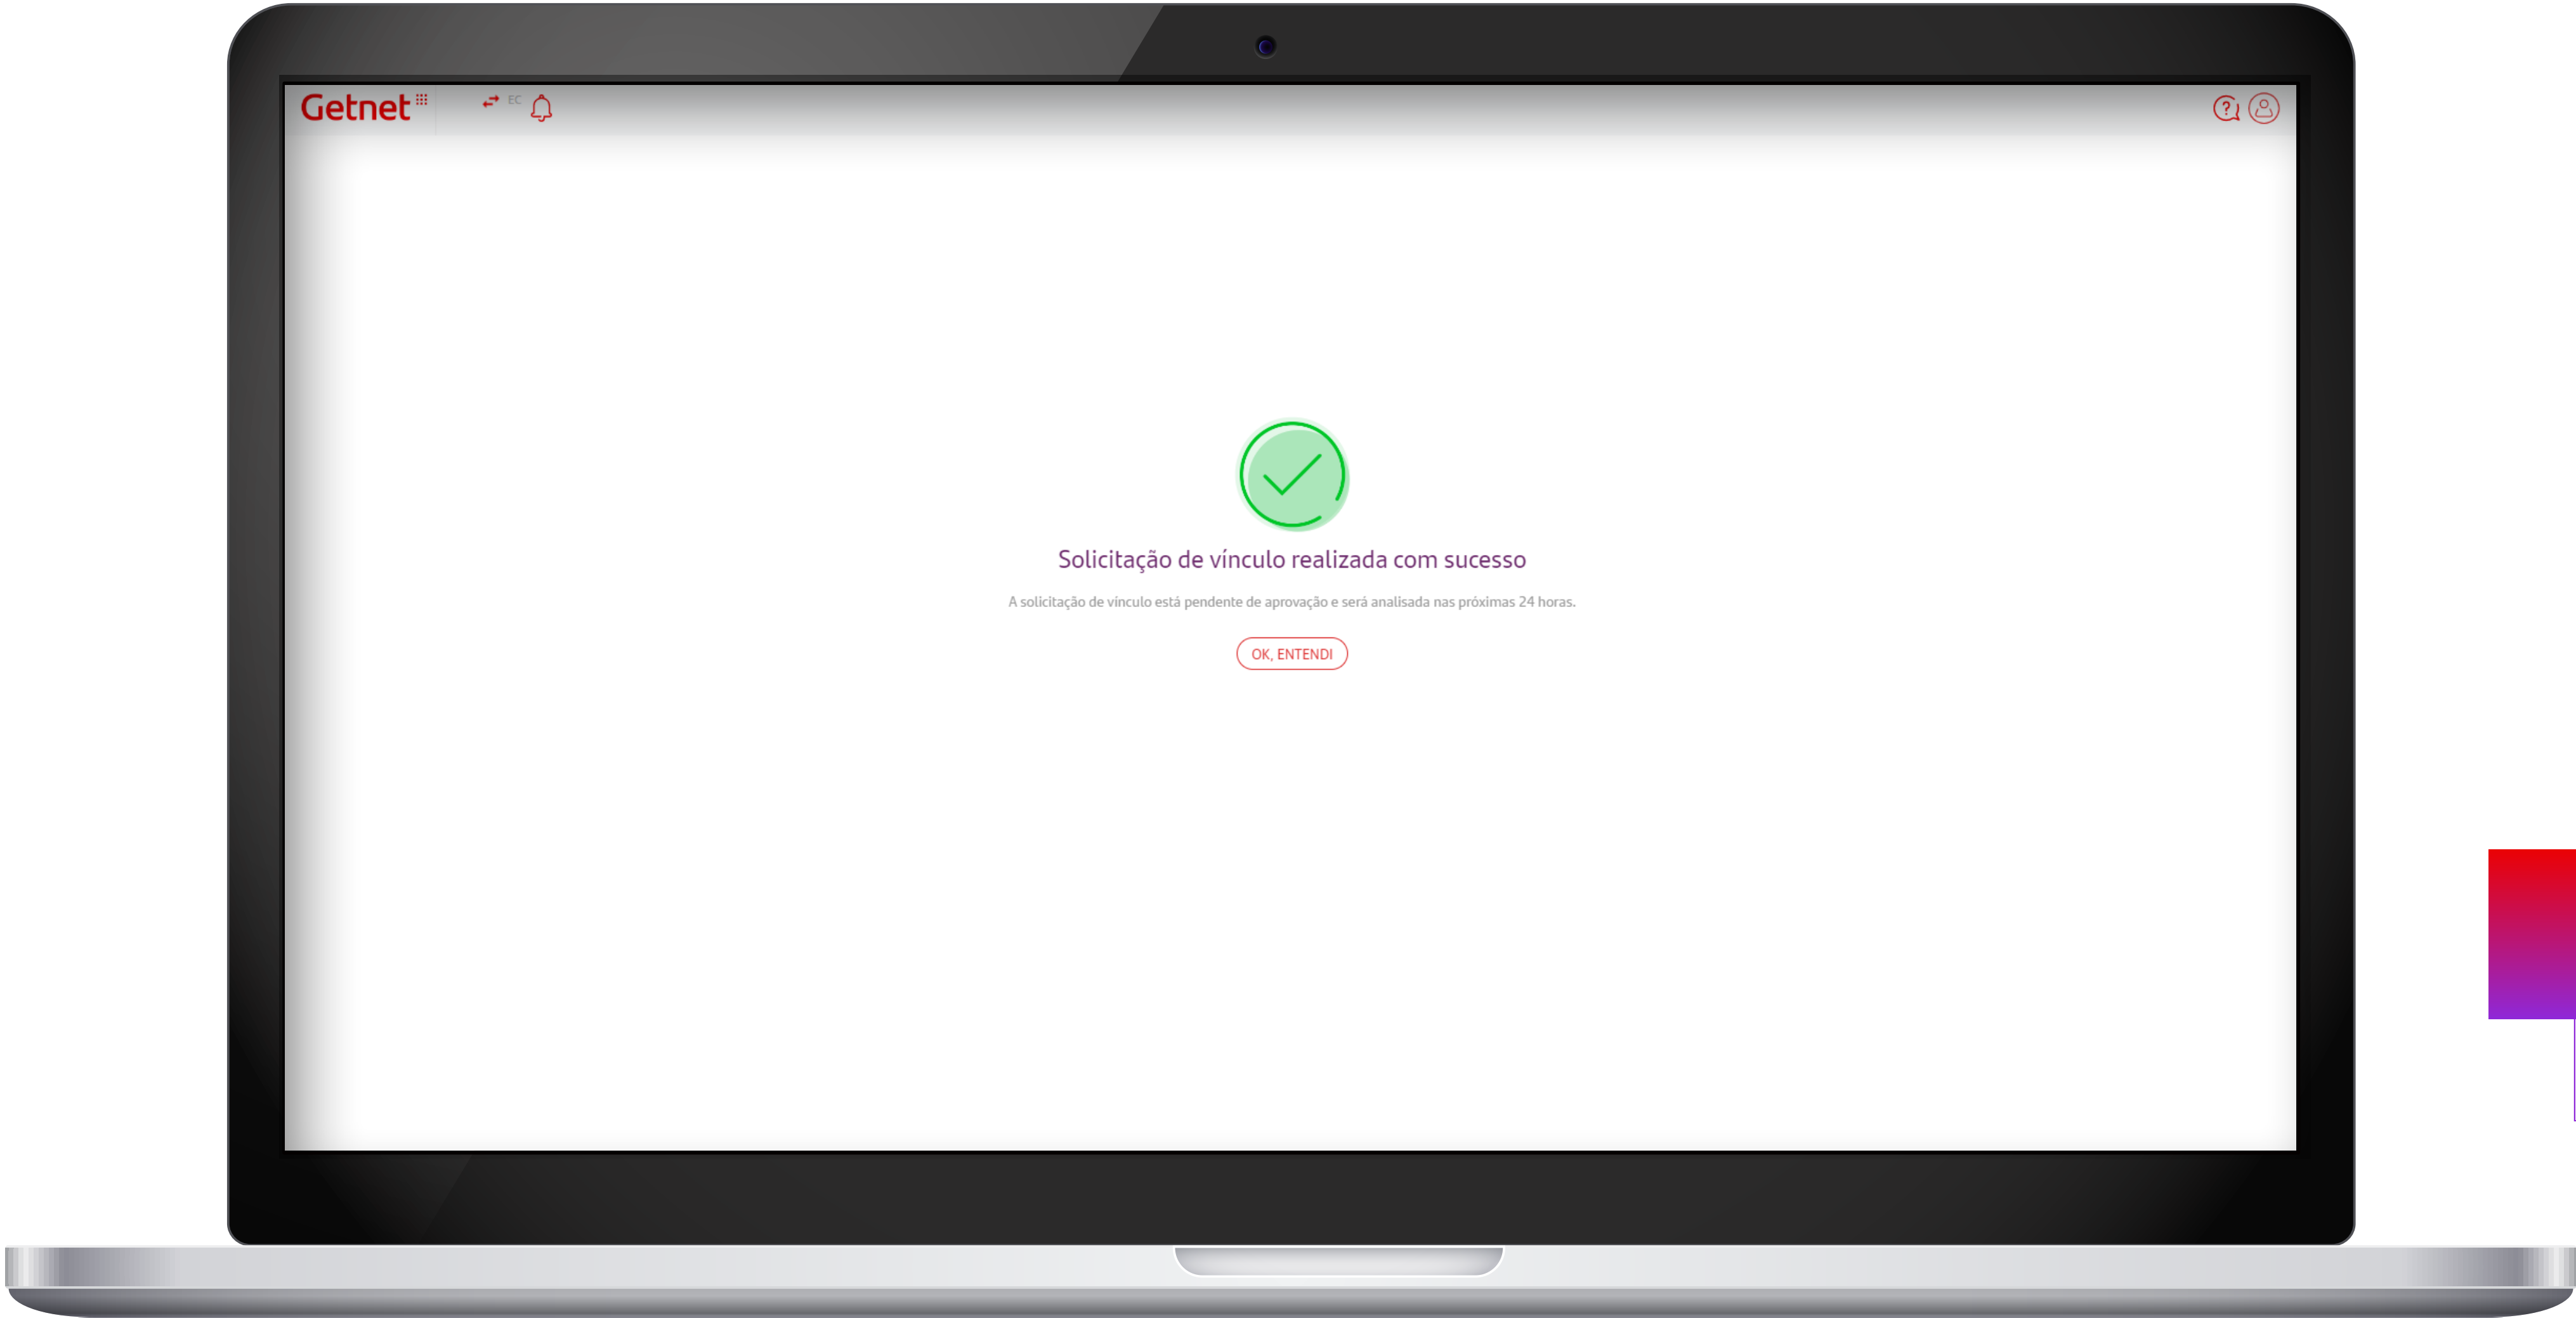 Getnet
EC
Solicitação de vínculo realizada com sucesso
A solicitação de vínculo está pendente de aprovação e será analisada nas próximas 24 horas.
OK, ENTENDI